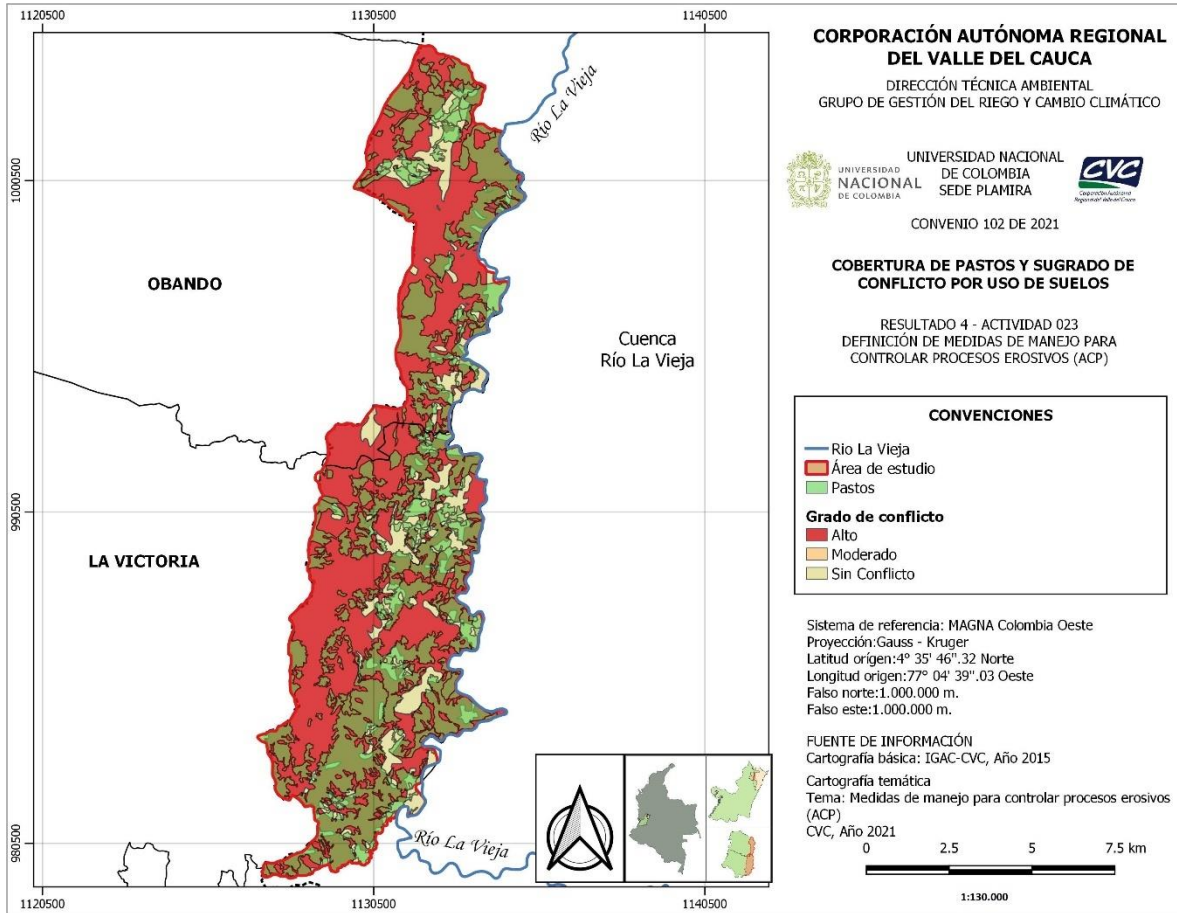 1120500
1130500
1140500
1000500
990500
980500
Río La Vieja
OBANDO
Cuenca
Río La Vieja
LA VICTORIA
Río La Vieja
1120500
1130500
1140500
CORPORACIÓN AUTÓNOMA REGIONAL
DEL VALLE DEL CAUCA
DIRECCIÓN TÉCNICA AMBIENTAL
GRUPO DE GESTIÓN DEL RIEGO Y CAMBIO CLIMÁTICO
UNIVERSIDAD
NACIONAL
DE COLOMBIA
UNIVERSIDAD NACIONAL
DE COLOMBIA
SEDE PLAMIRA
CVC
Corporación Autónoma
Regional del Valle del Cauca
CONVENIO 102 DE 2021
COBERTURA DE PASTOS Y SUGRADO DE
CONFLICTO POR USO DE SUELOS
RESULTADO 4 - ACTIVIDAD 023
DEFINICIÓN DE MEDIDAS DE MANEJO PARA
CONTROLAR PROCESOS EROSIVOS (ACP)
CONVENCIONES
Rio La Vieja
Área de estudio
Pastos
Grado de conflicto
Alto
Moderado
Sin Conflicto
Sistema de referencia: MAGNA Colombia Oeste
Proyección:Gauss - Kruger
Latitud orígen:4° 35' 46".32 Norte
Longitud origen:77° 04' 39".03 Oeste
Falso norte:1.000.000 m.
Falso este:1.000.000 m.
FUENTE DE INFORMACIÓN
Cartografía básica: IGAC-CVC, Año 2015
Cartografía temática
Tema: Medidas de manejo para controlar procesos erosivos
(ACP)
CVC, Año 2021
0 2.5 5 7.5 km
1:130.000